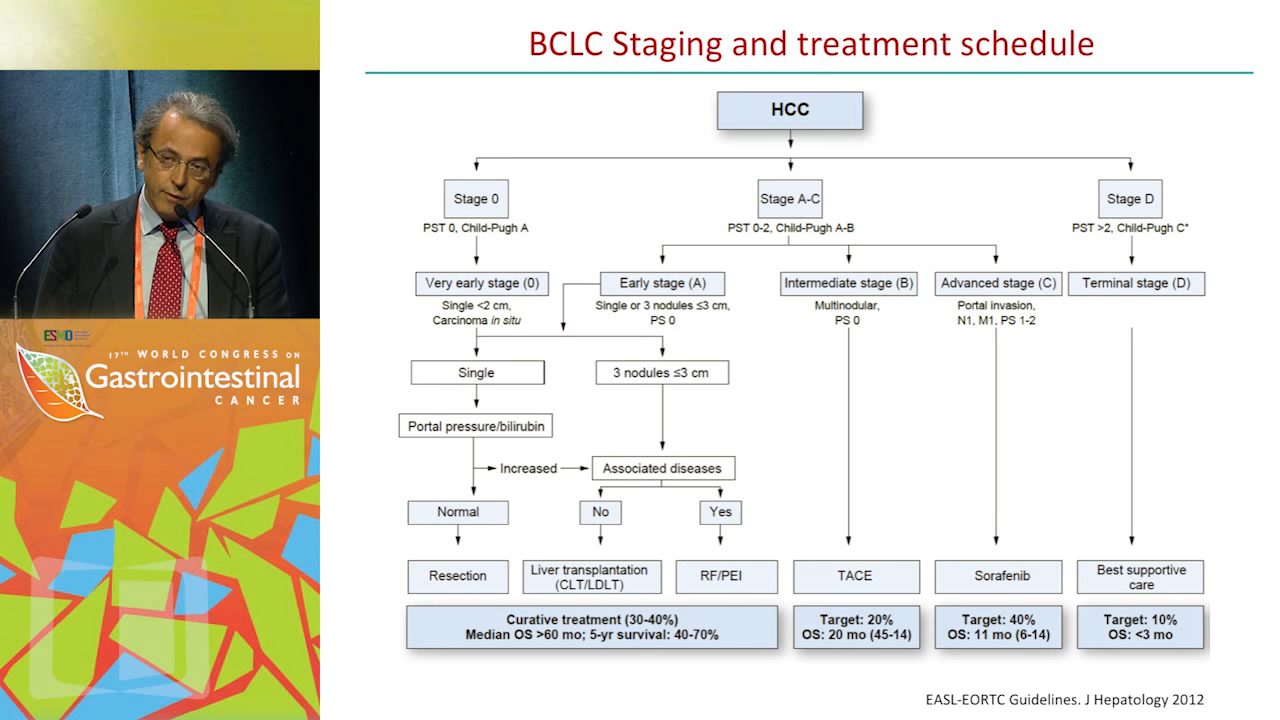 BCLC Staging and treatment schedule
HCC
Stage 0
PST 0, Child-Pugh A
Stage A-C
PST 0-2, Child-Pugh A-B
Stage D
PST >2, Child-Pugh C*
Very early stage (0)
Single <2 cm,
Carcinoma in situ
Early stage (A)
Single or 3 nodules ≤3 cm,
PS 0
Intermediate stage (B)
Multinodular,
PS 0
Advanced stage (C)
Portal invasion,
N1, M1, PS 1-2
Terminal stage (D)
Single
3 nodules ≤3 cm
Portal pressure/bilirubin
Increased
Associated diseases
Normal
No
Yes
Resection
Liver transplantation
(CLT/LDLT)
RF/PEI
TACE
Sorafenib
Best supportive
care
Curative treatment (30-40%)
Median OS >60 mo; 5-yr survival: 40-70%
Target: 20%
OS: 20 mo (45-14)
Target: 40%
OS: 11 mo (6-14)
Target: 10%
OS: <3 mo
EASL-EORTC Guidelines. J Hepatology 2012
ESMO
17TH WORLD CONGRESS ON
Gastrointestinal
CANCER